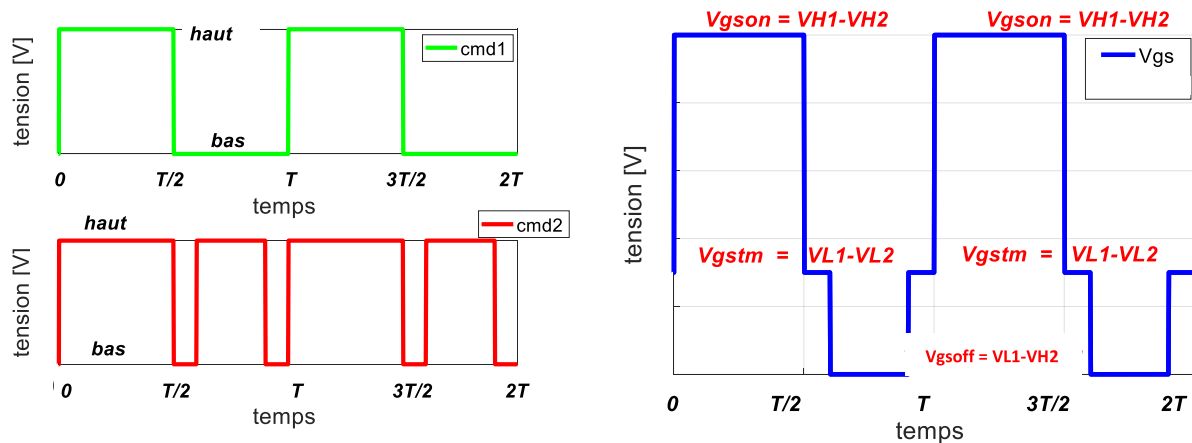 haut
cmd1
tension [V]
bas
0 T/2 T 3T/2 2T
temps
haut
cmd2
tension [V]
bas
0 T/2 T 3T/2 2T
temps
Vgson = VH1-VH2 Vgson = VH1-VH2
Vgs
tension [V]
Vgstm = VL1-VL2 Vgstm = VL1-VL2
Vgsoff = VL1-VH2
0 T/2 T 3T/2 2T
temps